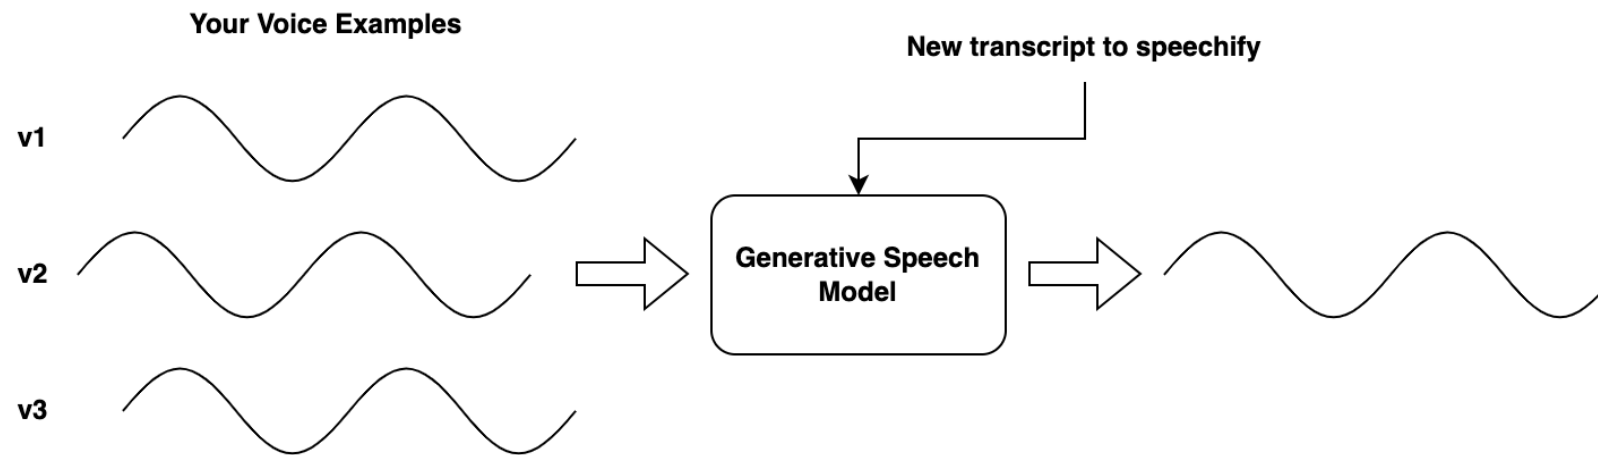 Your Voice Examples
New transcript to speechify
v1
v2
Generative Speech
Model
v3